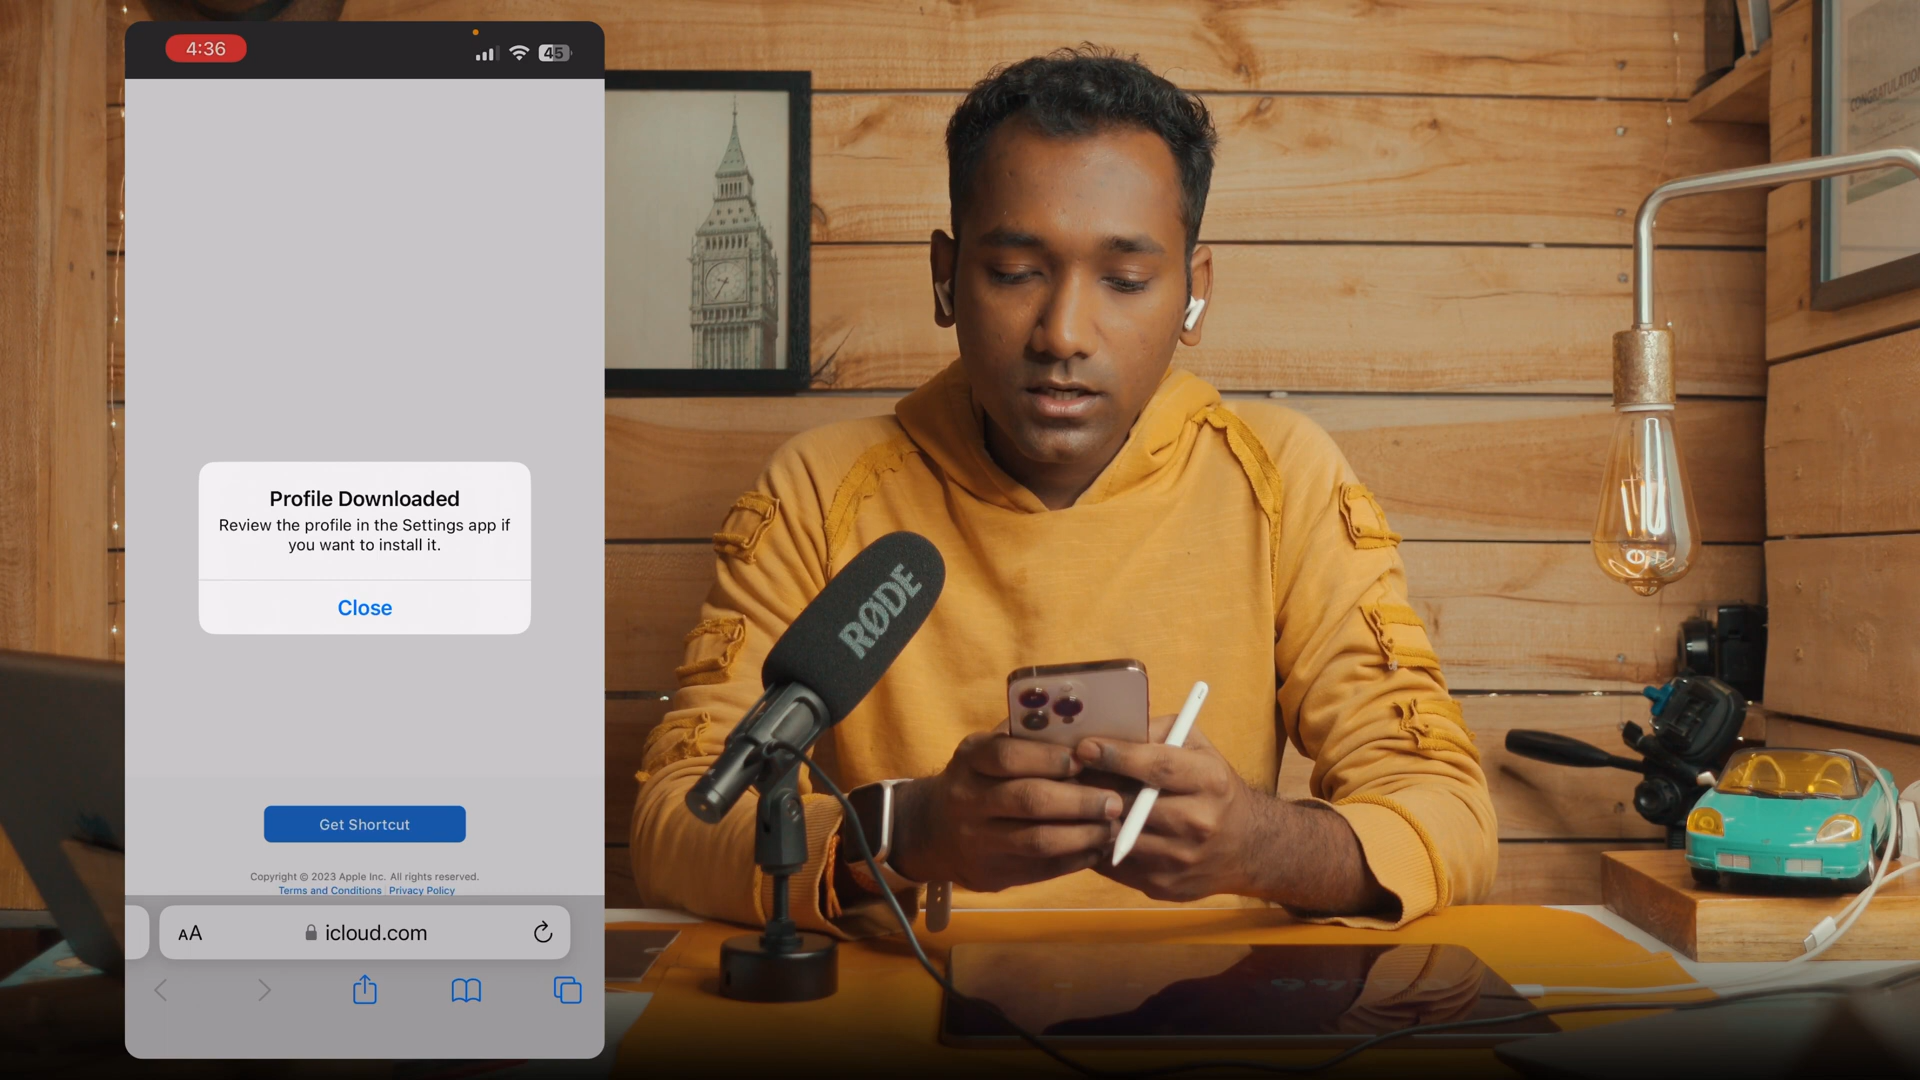 4:36
45
Profile Downloaded
Review the profile in the Settings app if
you want to install it.
Close
Get Shortcut
Copyright © 2023 Apple Inc. All rights reserved.
Terms and Conditions Privacy Policy
AA
icloud.com
RØDE